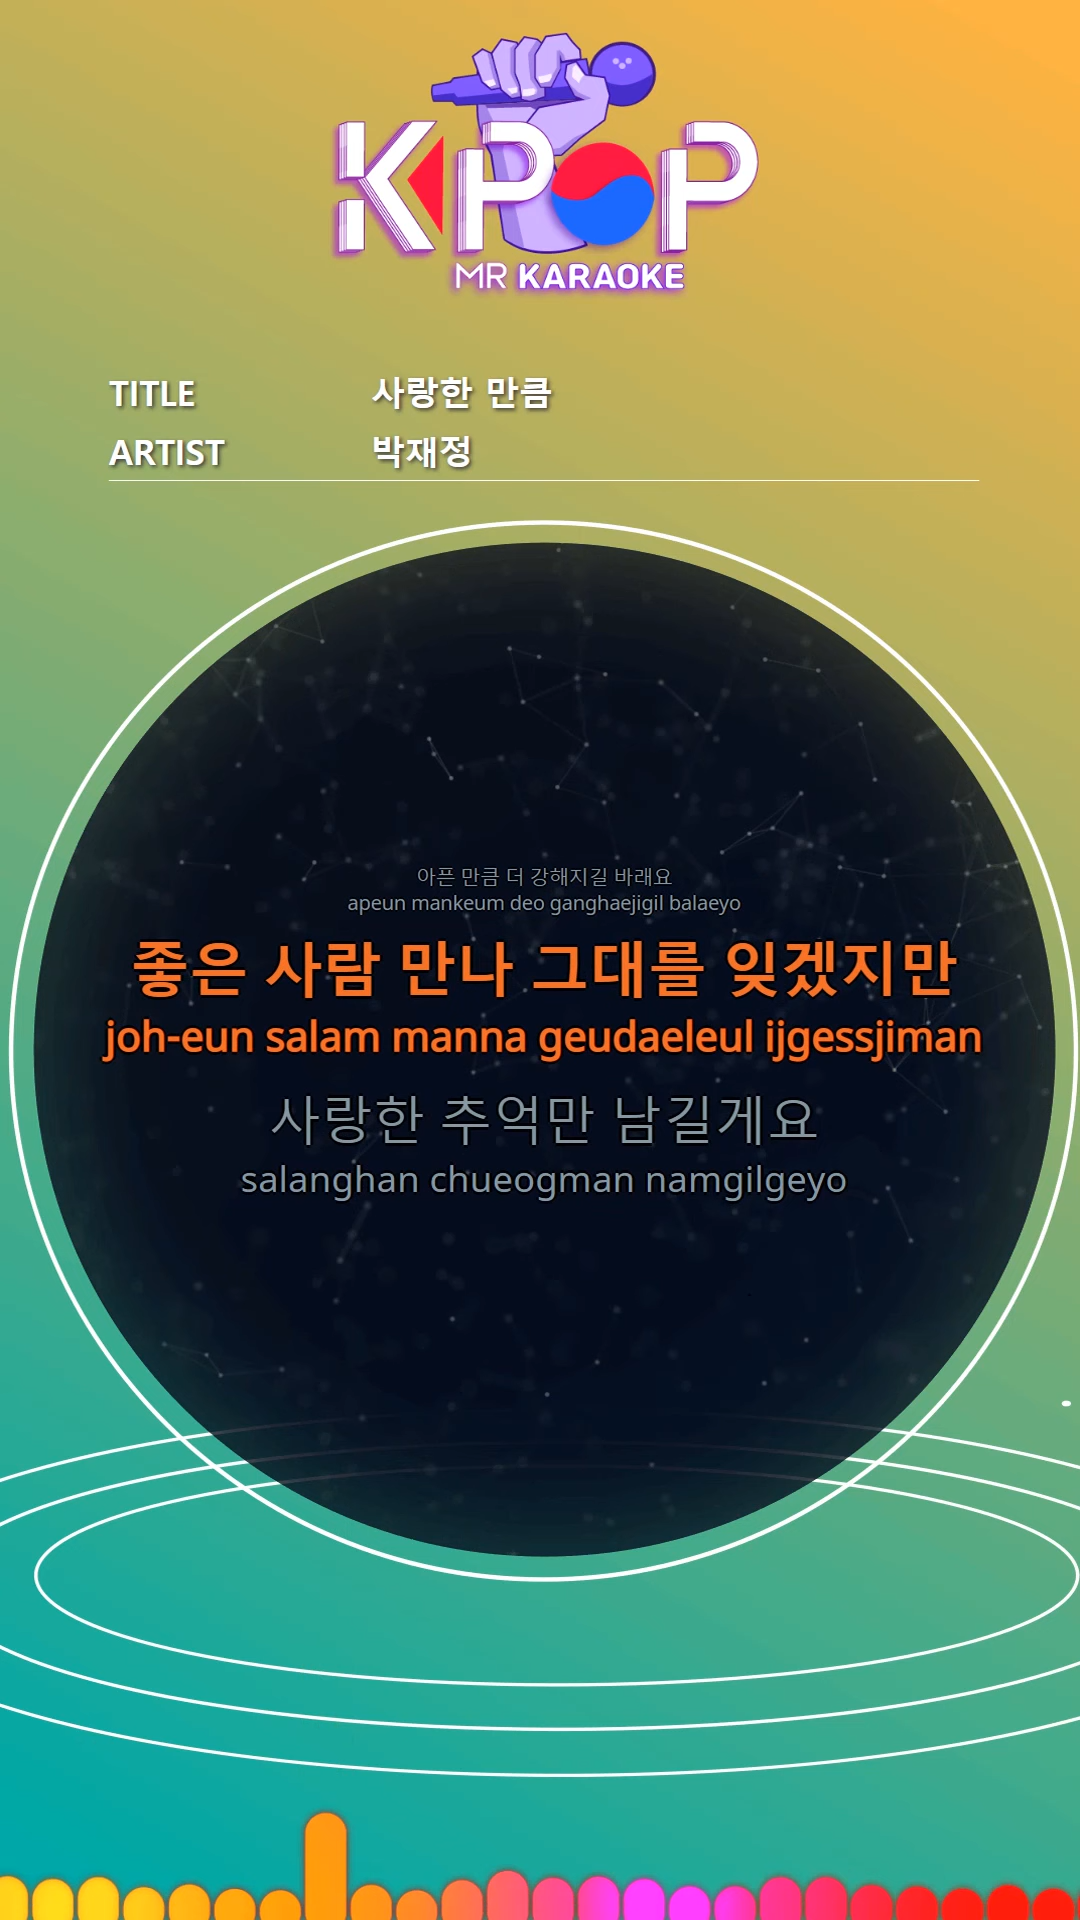 KPOP
MR KARAOKE
TITLE 사랑한 만큼
ARTIST 박재정
아픈 만큼 더 강해지길 바래요
apeun mankeum deo ganghaejigil balaeyo
좋은 사람 만나 그대를 잊겠지만
joh-eun salam manna geudaeleul ijgessjiman
사랑한 추억만 남길게요
salanghan chueogman namgilgeyo